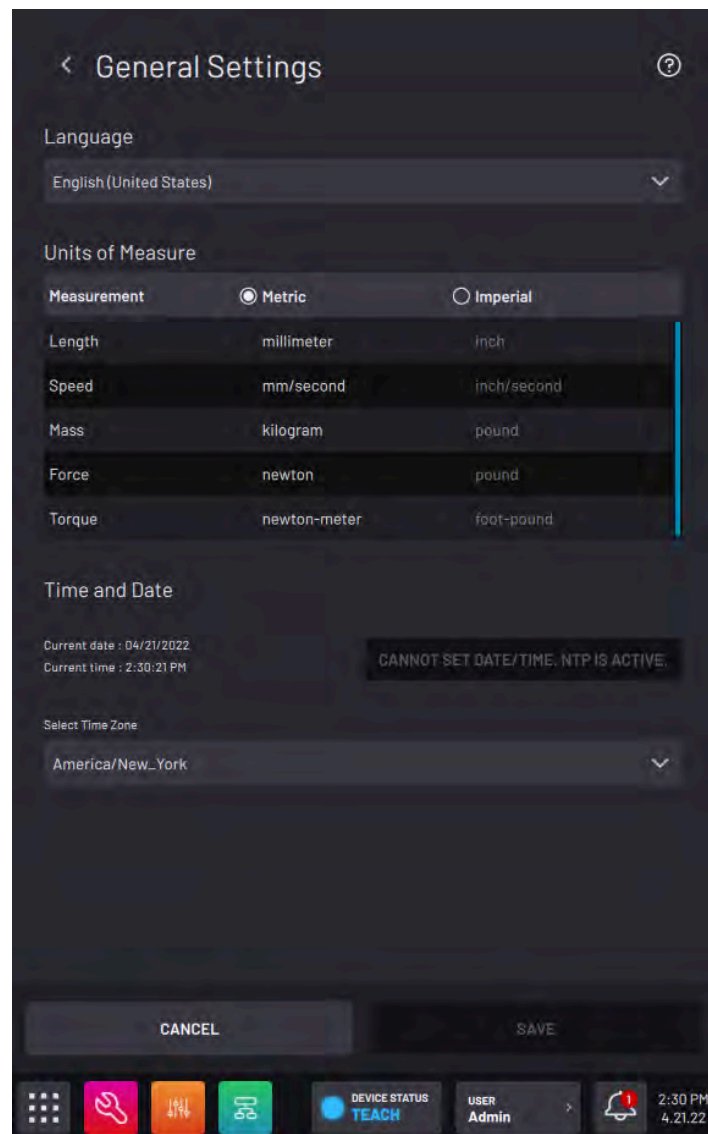 General Settings
Language
English (United States)
Units of Measure
Measurement Metric Imperial
Length millimeter inch
Speed mm/second inch/second
Mass kilogram pound
Force newton pound
Torque newton-meter foot-pound
Time and Date
Current date : 04/21/2022
Current time : 2:30:21 PM
CANNOT SET DATE/TIME. NTP IS ACTIVE.
Select Time Zone
America/New_York
CANCEL SAVE
DEVICE STATUS
TEACH
USER
Admin
1
2:30 PM
4.21.22